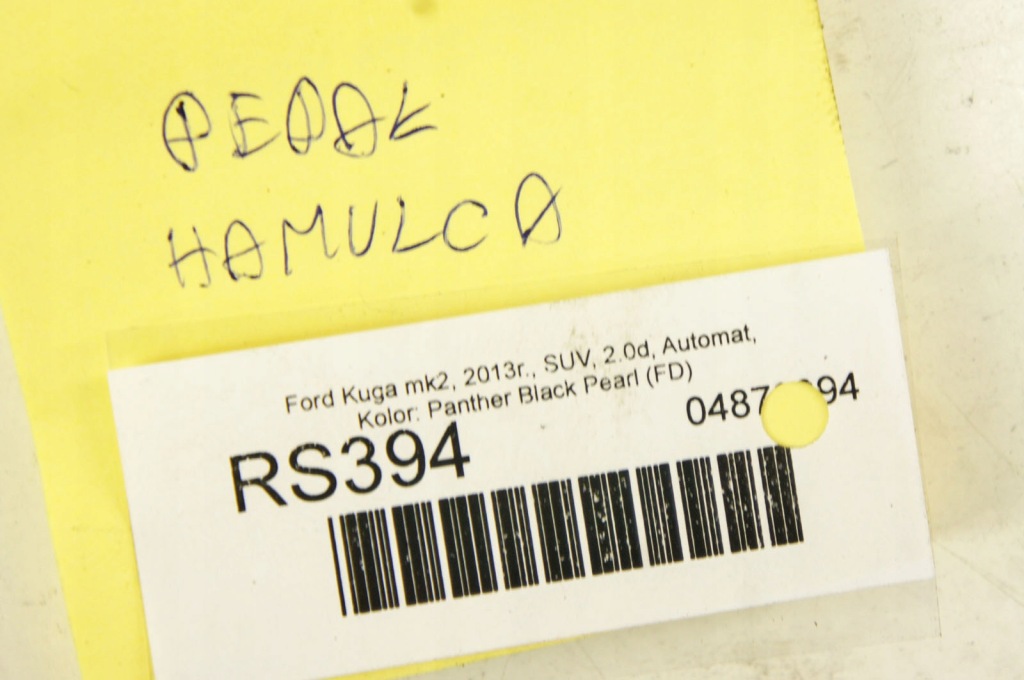 PEDAŁ
HAMULCA
Ford Kuga mk2, 2013r., SUV, 2.0d, Automat,
Kolor: Panther Black Pearl (FD)
RS394